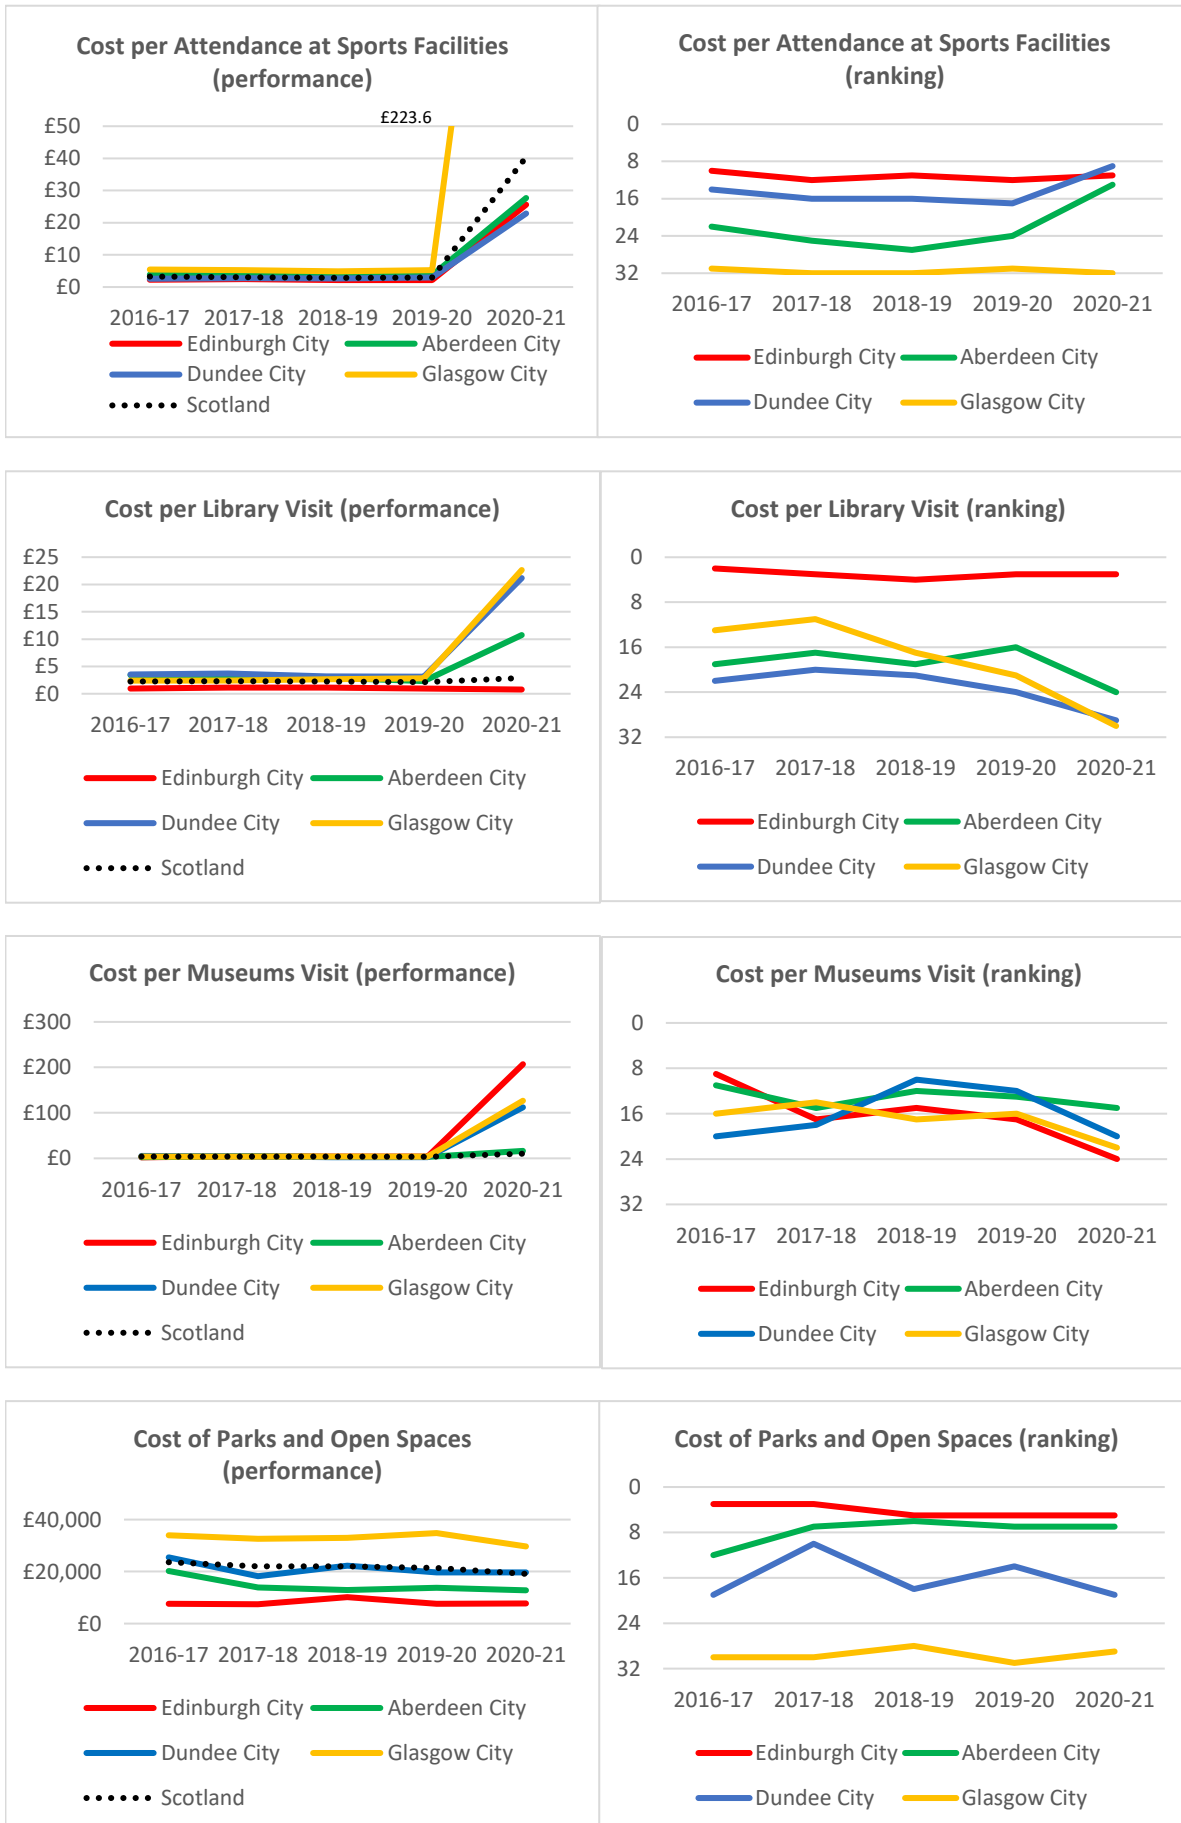 Cost per Attendance at Sports Facilities
(performance)
£223.6
£50
£40
£30
£20
£10
£0
2016-17 2017-18 2018-19 2019-20 2020-21
Edinburgh City Aberdeen City
Dundee City Glasgow City
Scotland
Cost per Attendance at Sports Facilities
(ranking)
0
8
16
24
32
2016-17 2017-18 2018-19 2019-20 2020-21
Edinburgh City Aberdeen City
Dundee City Glasgow City
Cost per Library Visit (performance)
£25
£20
£15
£10
£5
£0
2016-17 2017-18 2018-19 2019-20 2020-21
Edinburgh City Aberdeen City
Dundee City Glasgow City
Scotland
Cost per Library Visit (ranking)
0
8
16
24
32
2016-17 2017-18 2018-19 2019-20 2020-21
Edinburgh City Aberdeen City
Dundee City Glasgow City
Cost per Museums Visit (performance)
£300
£200
£100
£0
2016-17 2017-18 2018-19 2019-20 2020-21
Edinburgh City Aberdeen City
Dundee City Glasgow City
Scotland
Cost per Museums Visit (ranking)
0
8
16
24
32
2016-17 2017-18 2018-19 2019-20 2020-21
Edinburgh City Aberdeen City
Dundee City Glasgow City
Cost of Parks and Open Spaces
(performance)
£40,000
£20,000
£0
2016-17 2017-18 2018-19 2019-20 2020-21
Edinburgh City Aberdeen City
Dundee City Glasgow City
Scotland
Cost of Parks and Open Spaces (ranking)
0
8
16
24
32
2016-17 2017-18 2018-19 2019-20 2020-21
Edinburgh City Aberdeen City
Dundee City Glasgow City